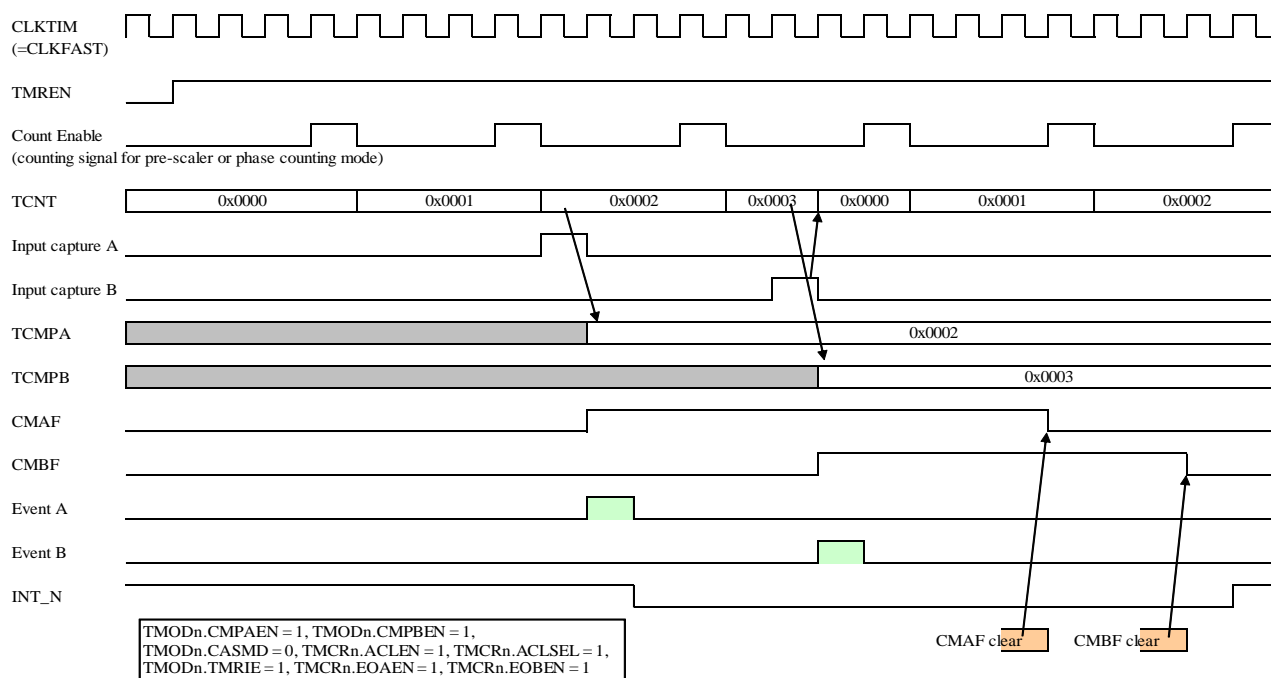 CLKTIM
(=CLKFAST)
TMREN
Count Enable
(counting signal for pre-scaler or phase counting mode)
TCNT 0x0000 0x0001 0x0002 0x0003 0x0000 0x0001 0x0002
Input capture A
Input capture B
TCMPA 0x0002
TCMPB 0x0003
CMAF
CMBF
Event A
Event B
INT_N
TMODn.CMPAEN = 1, TMODn.CMPBEN = 1,
TMODn.CASMD = 0, TMCRn.ACLEN = 1, TMCRn.ACLSEL = 1,
TMODn.TMRIE = 1, TMCRn.EOAEN = 1, TMCRn.EOBEN = 1
CMAF clear CMBF clear